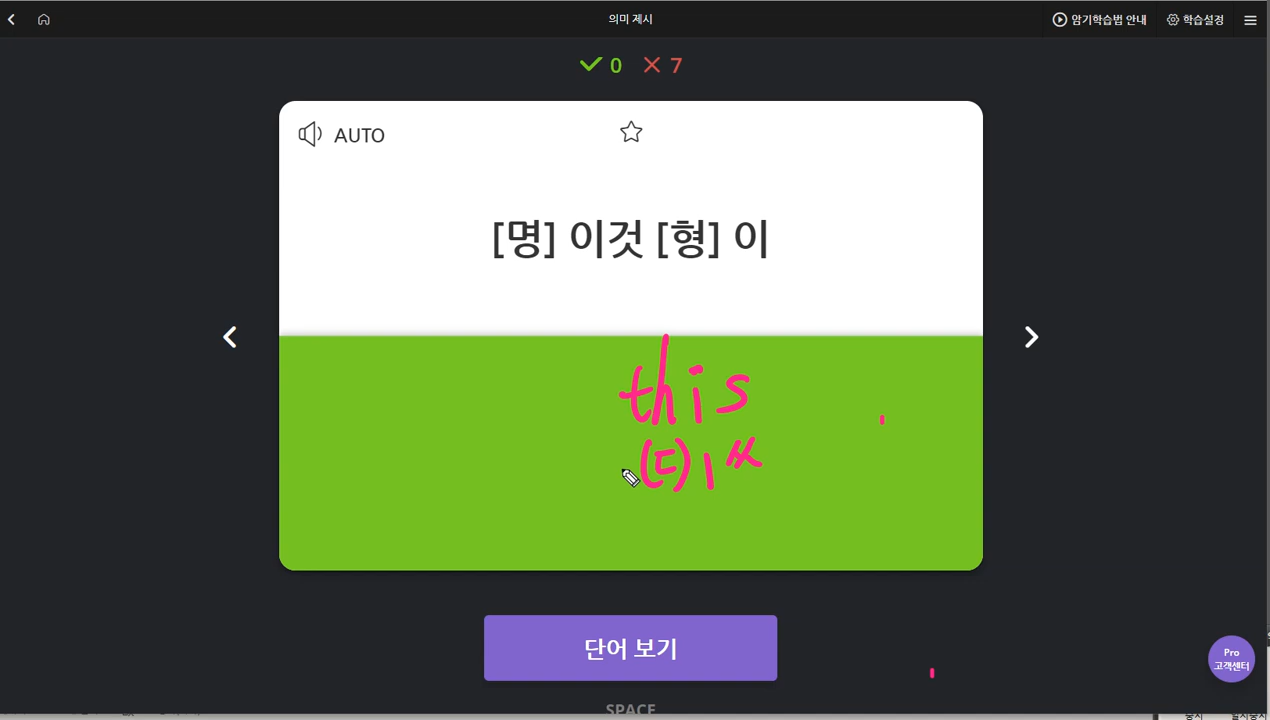 의미 제시
암기학습법 안내 학습설정
0 7
AUTO
[명] 이것 [형] 이
this
(ㄷ)ㅣㅆ
단어 보기
Pro
고객센터
SPACE